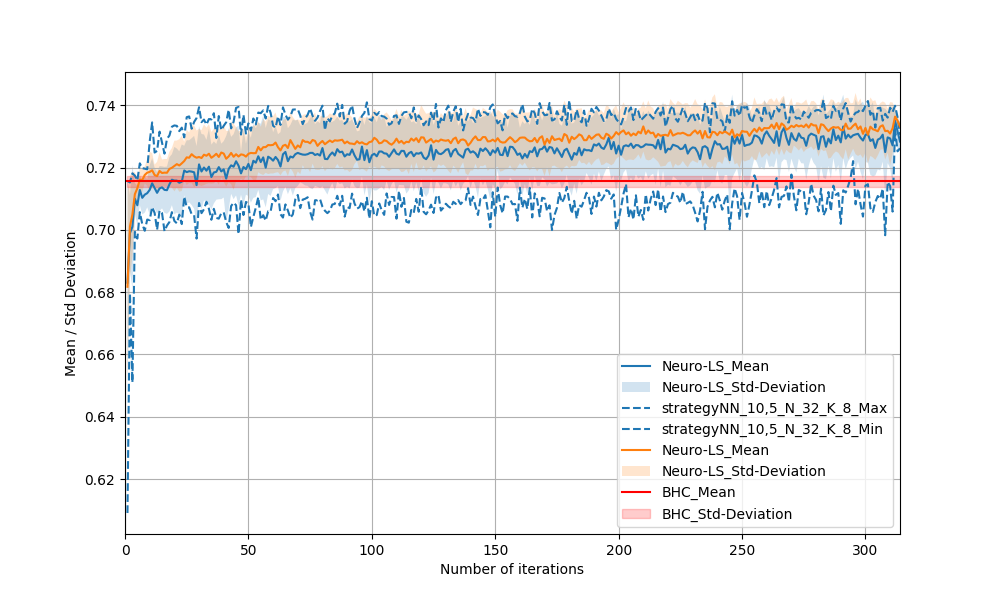 0.74
0.72
0.70
0.68
0.66
0.64
0.62
Mean / Std Deviation
0 50 100 150 200 250 300
Number of iterations
Neuro-LS_Mean
Neuro-LS_Std-Deviation
strategyNN_10,5_N_32_K_8_Max
strategyNN_10,5_N_32_K_8_Min
Neuro-LS_Mean
Neuro-LS_Std-Deviation
BHC_Mean
BHC_Std-Deviation